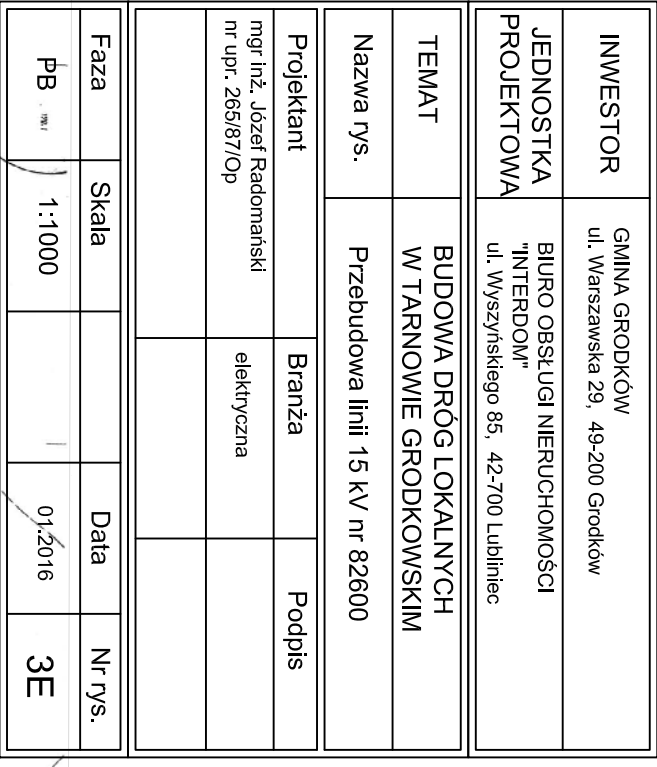 INWESTOR
GMINA GRODKÓW
ul. Warszawska 29, 49-200 Grodków
JEDNOSTKA
PROJEKTOWA
BIURO OBSŁUGI NIERUCHOMOŚCI
"INTERDOM"
ul. Wyszyńskiego 85, 42-700 Lubliniec
TEMAT
BUDOWA DRÓG LOKALNYCH
W TARNOWIE GRODKOWSKIM
Nazwa rys.
Przebudowa linii 15 kV nr 82600
Projektant
Branża
Podpis
mgr inż. Józef Radomański
nr upr. 265/87/Op
elektryczna
Faza
Skala
Data
Nr rys.
PB
1:1000
01.2016
3E